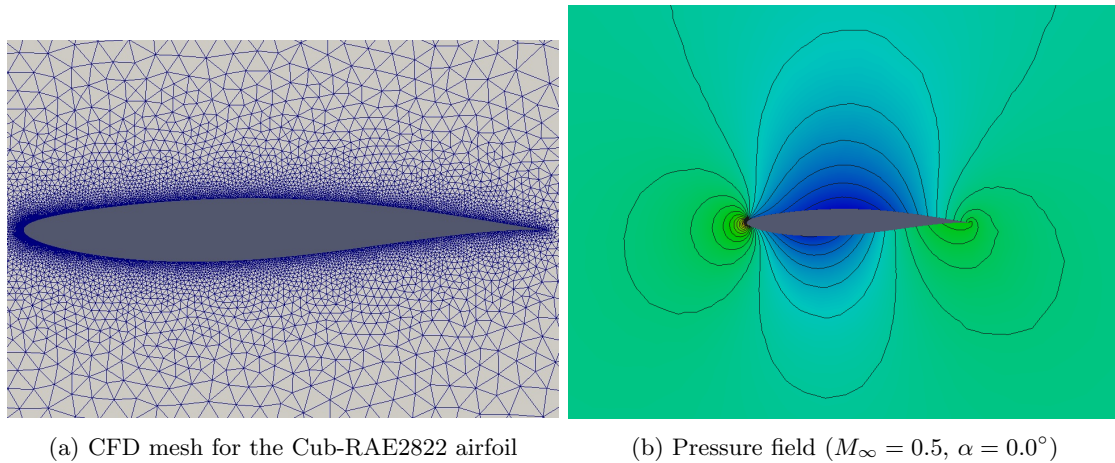 (a) CFD mesh for the Cub-RAE2822 airfoil
(b) Pressure field (M∞ = 0.5, α = 0.0°)